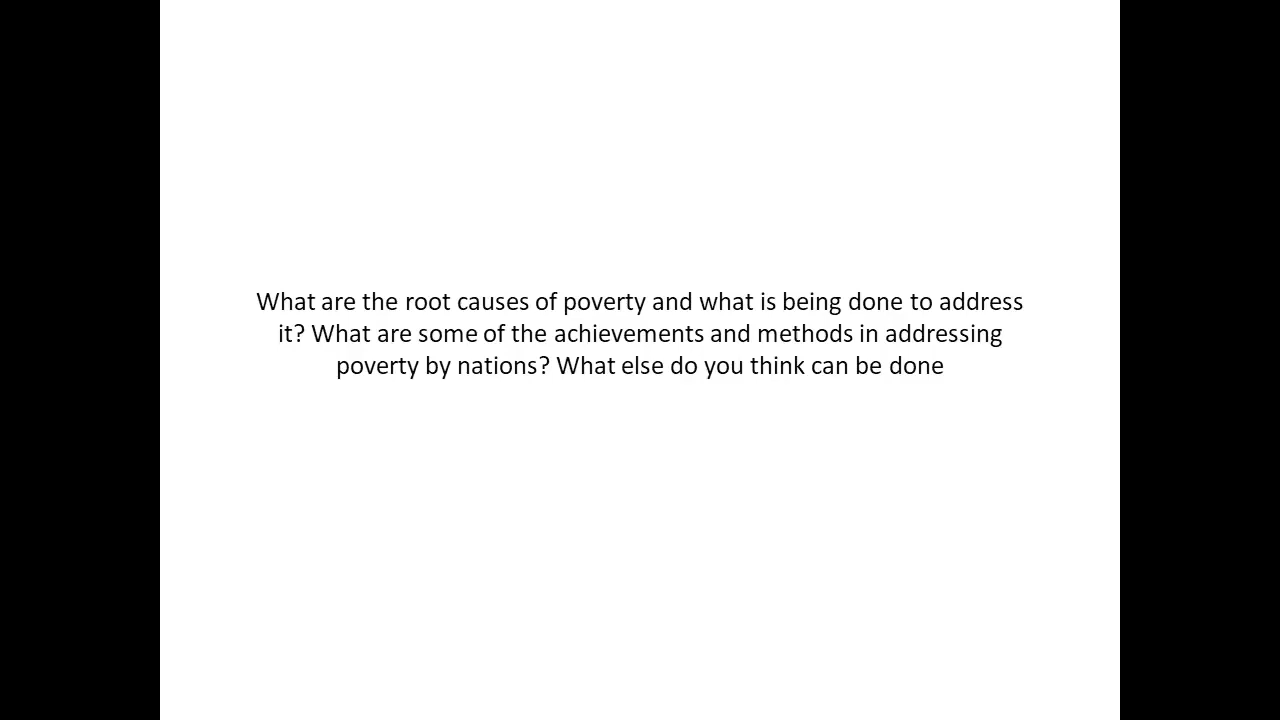 What are the root causes of poverty and what is being done to address
it? What are some of the achievements and methods in addressing
poverty by nations? What else do you think can be done